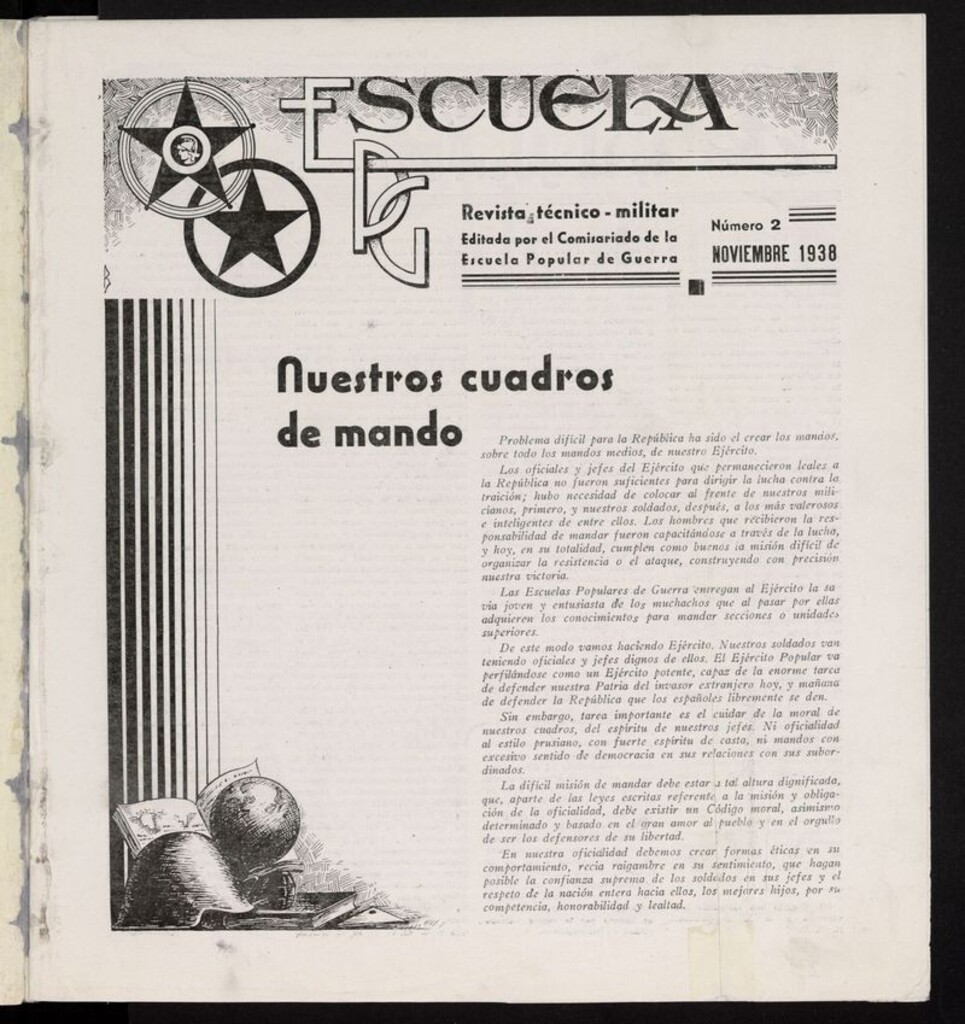 ESCUELA
EPG
Revista técnico - militar
Editada por el Comisariado de la
Escuela Popular de Guerra
Número 2
NOVIEMBRE 1938
Nuestros cuadros
de mando
Problema difícil para la República ha sido el crear los mandos,
sobre todo los mandos medios, de nuestro Ejército.
Los oficiales y jefes del Ejército que permanecieron leales a
la República no fueron suficientes para dirigir la lucha contra la
traición; hubo necesidad de colocar al frente de nuestros mili-
cianos, primero, y nuestros soldados, después, a los más valerosos
e inteligentes de entre ellos. Los hombres que recibieron la res-
ponsabilidad de mandar fueron capacitándose a través de la lucha,
y hoy, en su totalidad, cumplen como buenos la misión difícil de
organizar la resistencia o el ataque, construyendo con precisión
nuestra victoria.
Las Escuelas Populares de Guerra entregan al Ejército la sa
via joven y entusiasta de los muchachos que al pasar por ellas
adquieren los conocimientos para mandar secciones o unidades
superiores.
De este modo vamos haciendo Ejército. Nuestros soldados van
teniendo oficiales y jefes dignos de ellos. El Ejército Popular va
perfilándose como un Ejército potente, capaz de la enorme tarea
de defender nuestra Patria del invasor extranjero hoy, y mañana
de defender la República que los españoles libremente se den.
Sin embargo, tarea importante es el cuidar de la moral de
nuestros cuadros, del espíritu de nuestros jefes. Ni oficialidad
al estilo prusiano, con fuerte espíritu de casta, ni mandos con
excesivo sentido de democracia en sus relaciones con sus subor-
dinados.
La difícil misión de mandar debe estar a tal altura dignificada,
que, aparte de las leyes escritas referente a la misión y obliga-
ción de la oficialidad, debe existir un Código moral, asimismo
determinado y basado en el gran amor al pueblo y en el orgullo
de ser los defensores de su libertad.
En nuestra oficialidad debemos crear formas éticas en su
comportamiento, recia raigambre en su sentimiento, que hagan
posible la confianza suprema de los soldados en sus jefes y el
respeto de la nación entera hacia ellos, los mejores hijos, por su
competencia, honorabilidad y lealtad.